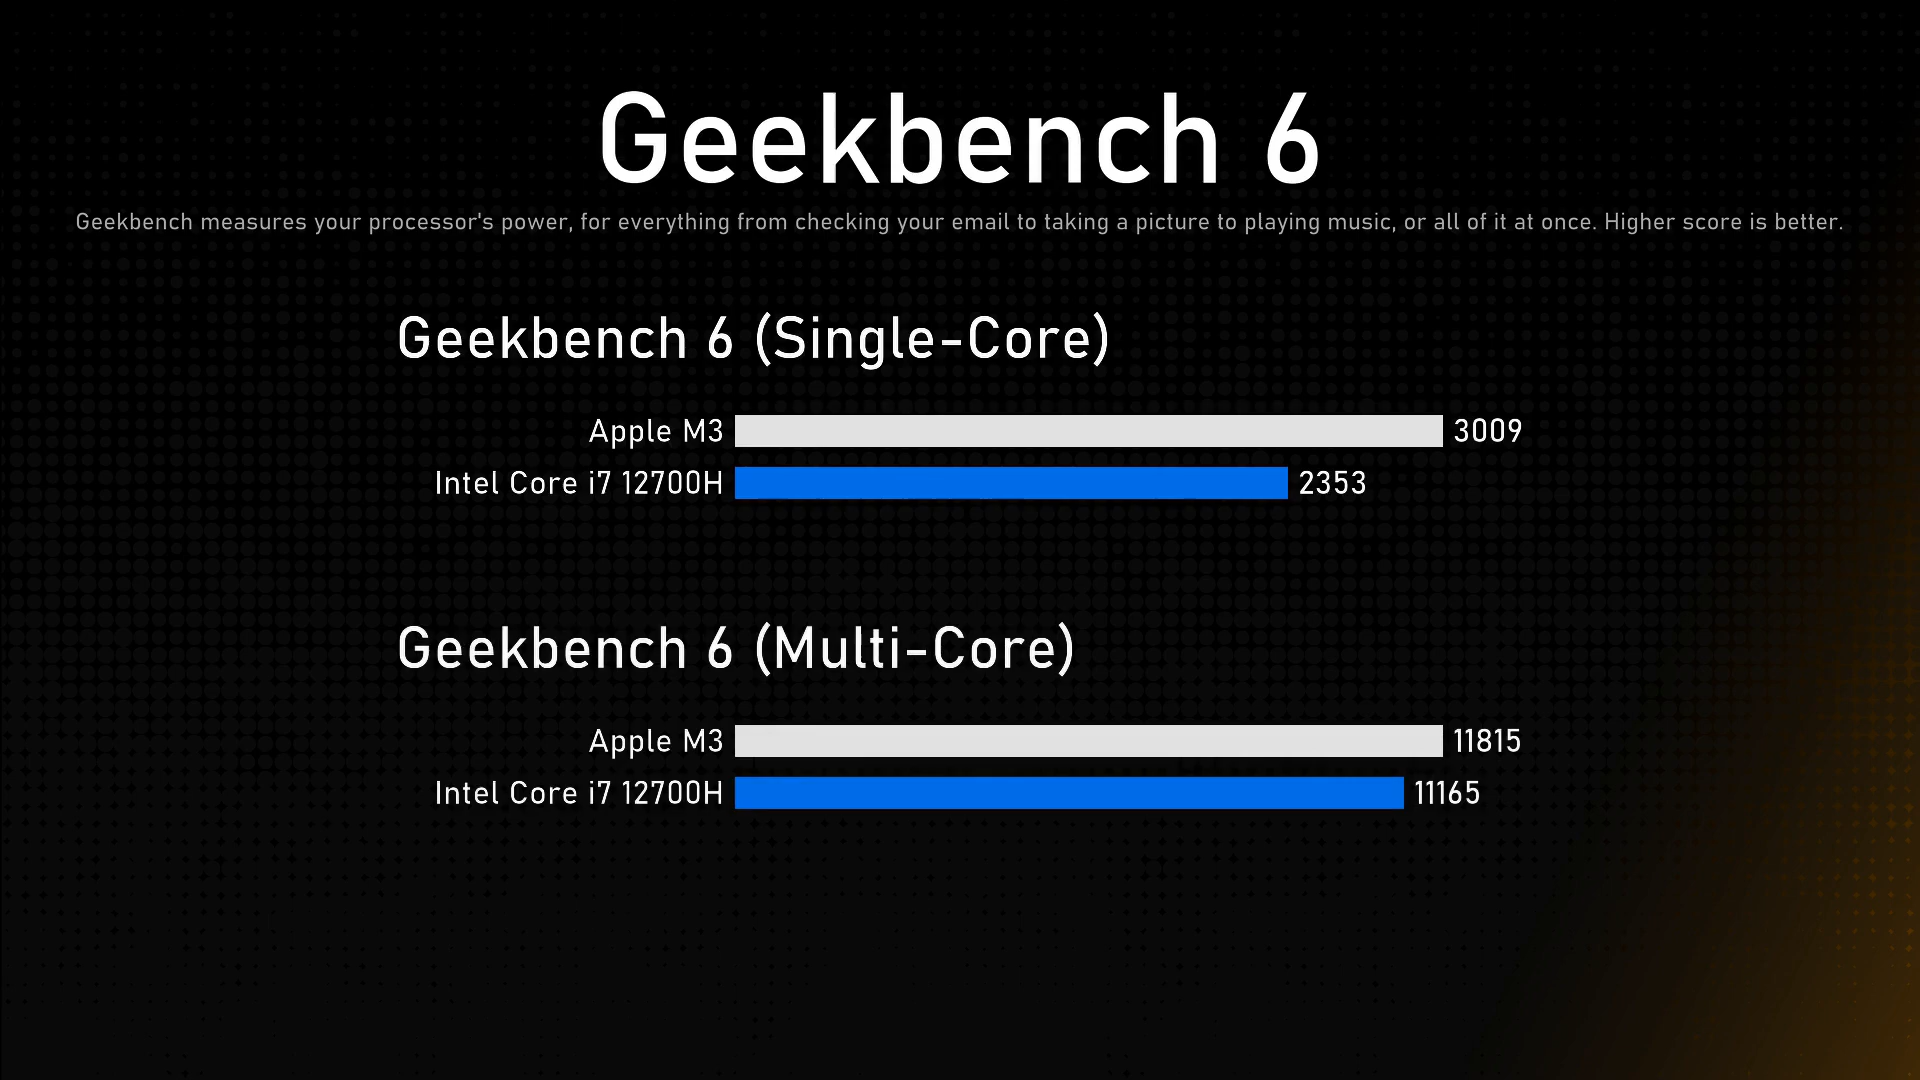 Geekbench 6
Geekbench measures your processor's power, for everything from checking your email to taking a picture to playing music, or all of it at once. Higher score is better.
Geekbench 6 (Single-Core)
Apple M3 3009
Intel Core i7 12700H 2353
Geekbench 6 (Multi-Core)
Apple M3 11815
Intel Core i7 12700H 11165